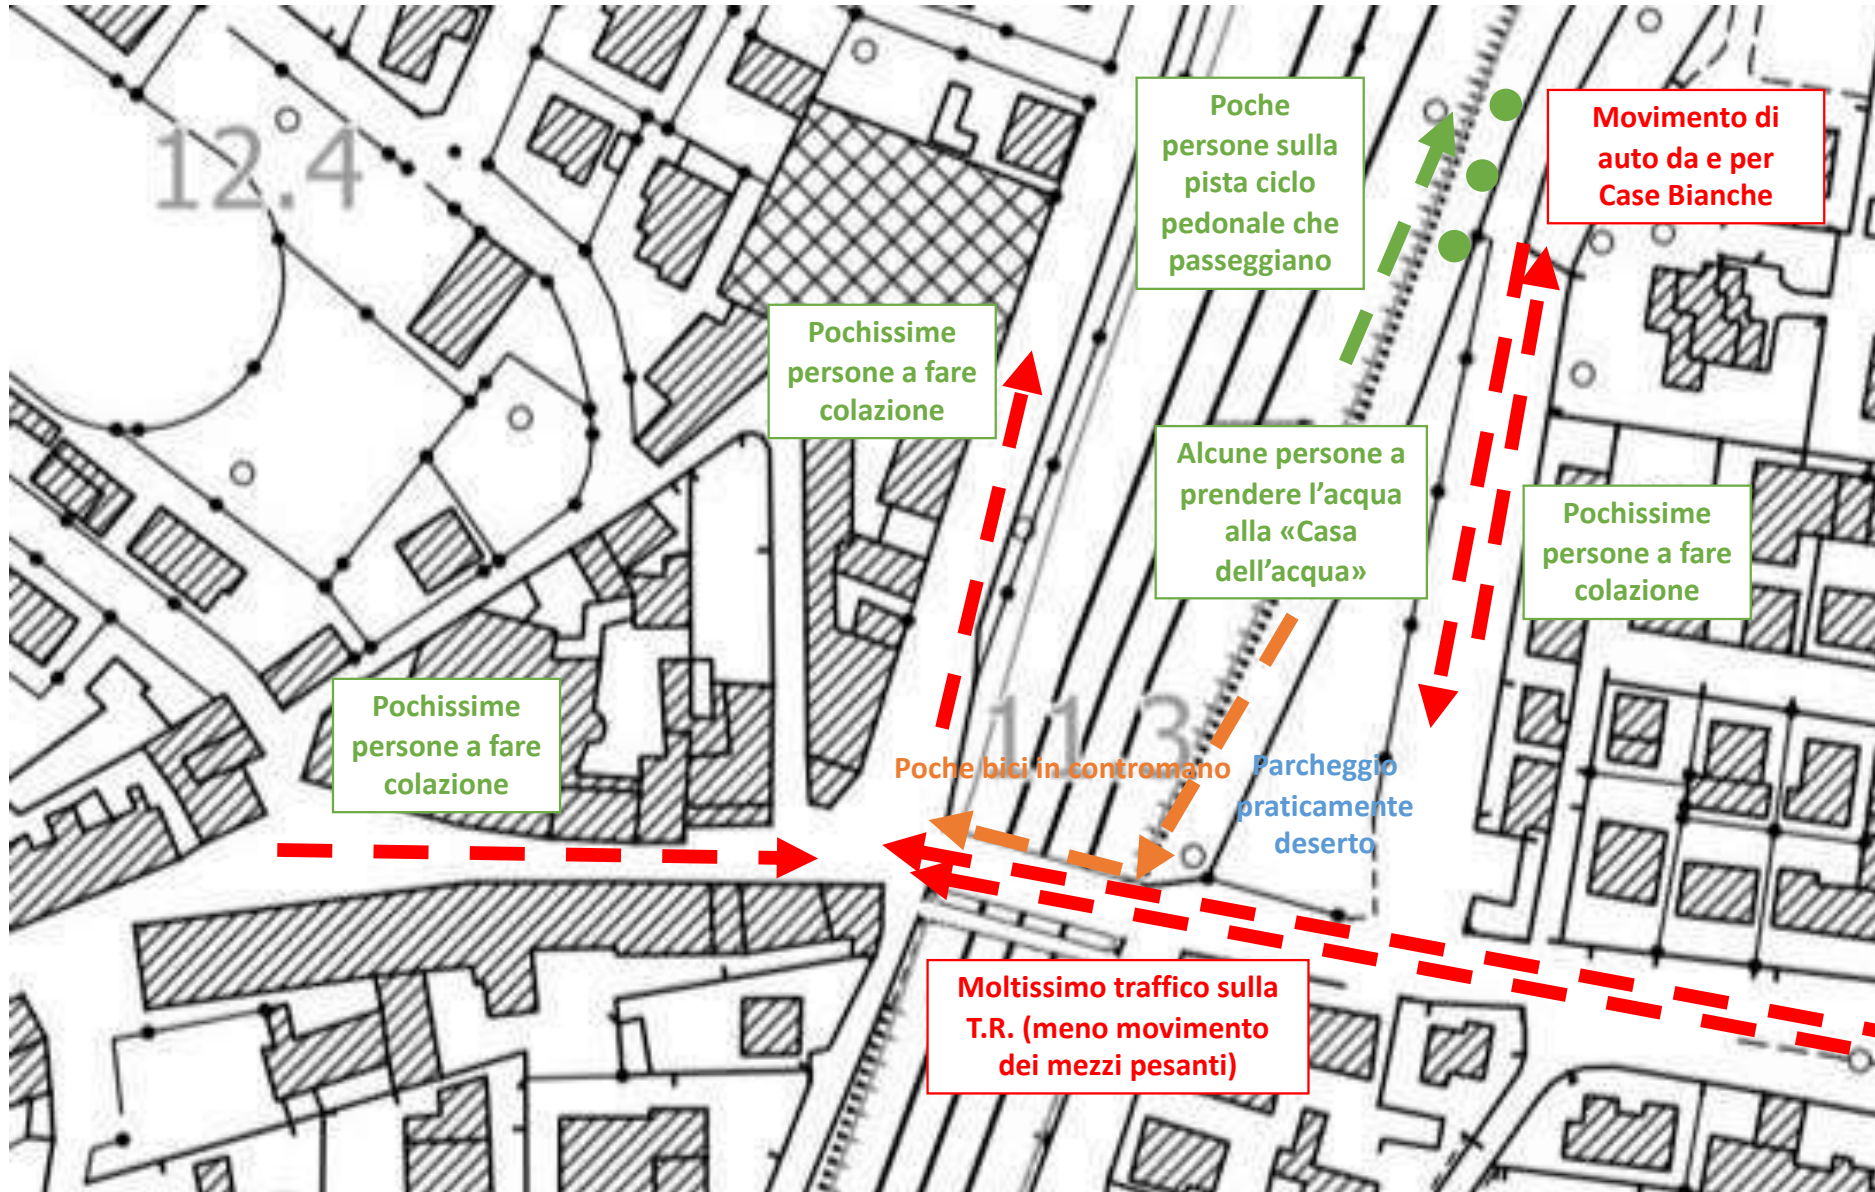 12.4
Poche
persone sulla
pista ciclo
pedonale che
passeggiano
Movimento di
auto da e per
Case Bianche
Pochissime
persone a fare
colazione
Alcune persone a
prendere l'acqua
alla «Casa
dell'acqua»
Pochissime
persone a fare
colazione
Pochissime
persone a fare
colazione
11.3
Poche bici in contromano
Parcheggio
praticamente
deserto
Moltissimo traffico sulla
T.R. (meno movimento
dei mezzi pesanti)